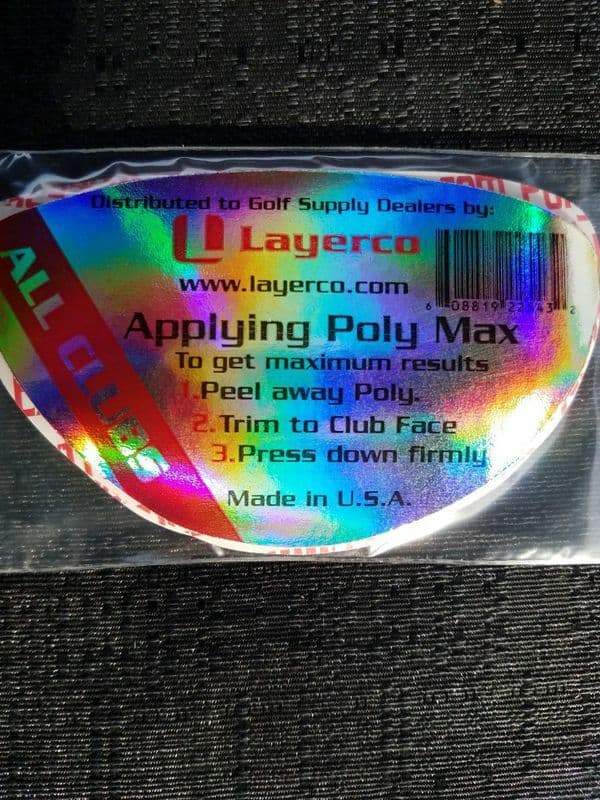 Distributed to Golf Supply Dealers by:
Layerco
www.layerco.com
Applying Poly Max
To get maximum results
1.Peel away Poly.
2.Trim to Club Face
3.Press down firmly
Made in U.S.A.
ALL CLUBS